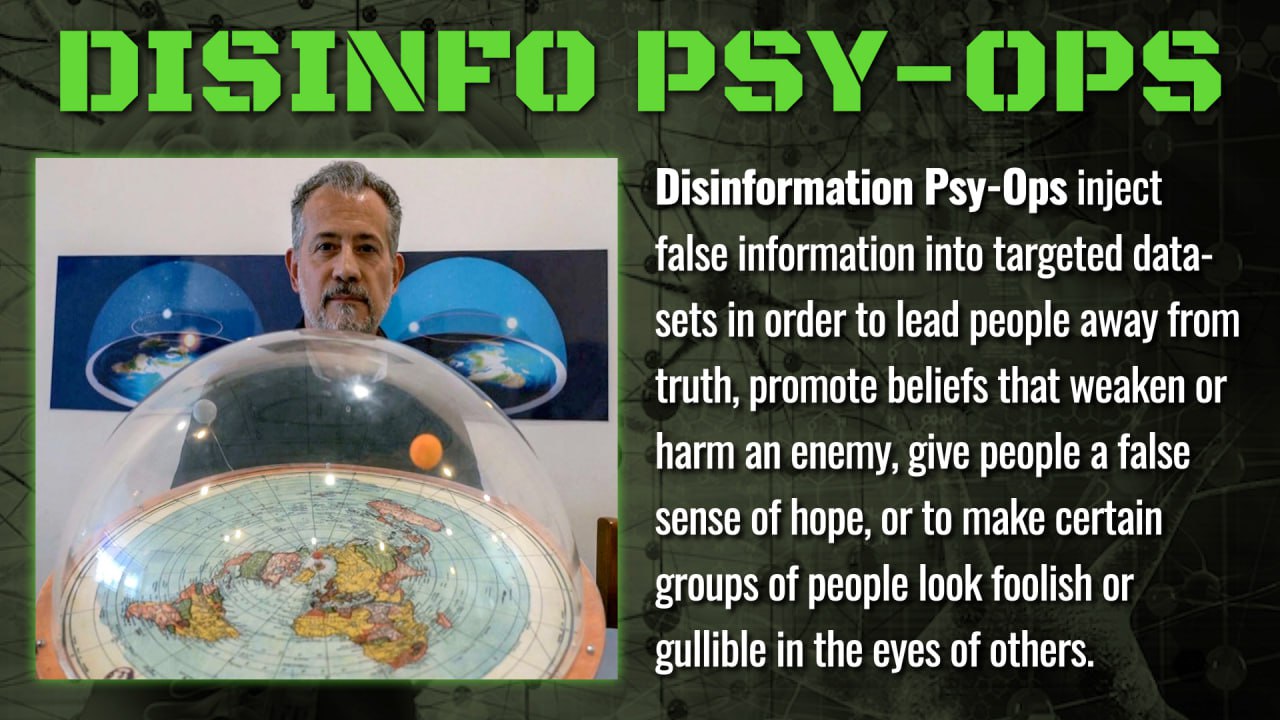 DISINFO PSY-OPS
Disinformation Psy-Ops inject
false information into targeted data-
sets in order to lead people away from
truth, promote beliefs that weaken or
harm an enemy, give people a false
sense of hope, or to make certain
groups of people look foolish or
gullible in the eyes of others.